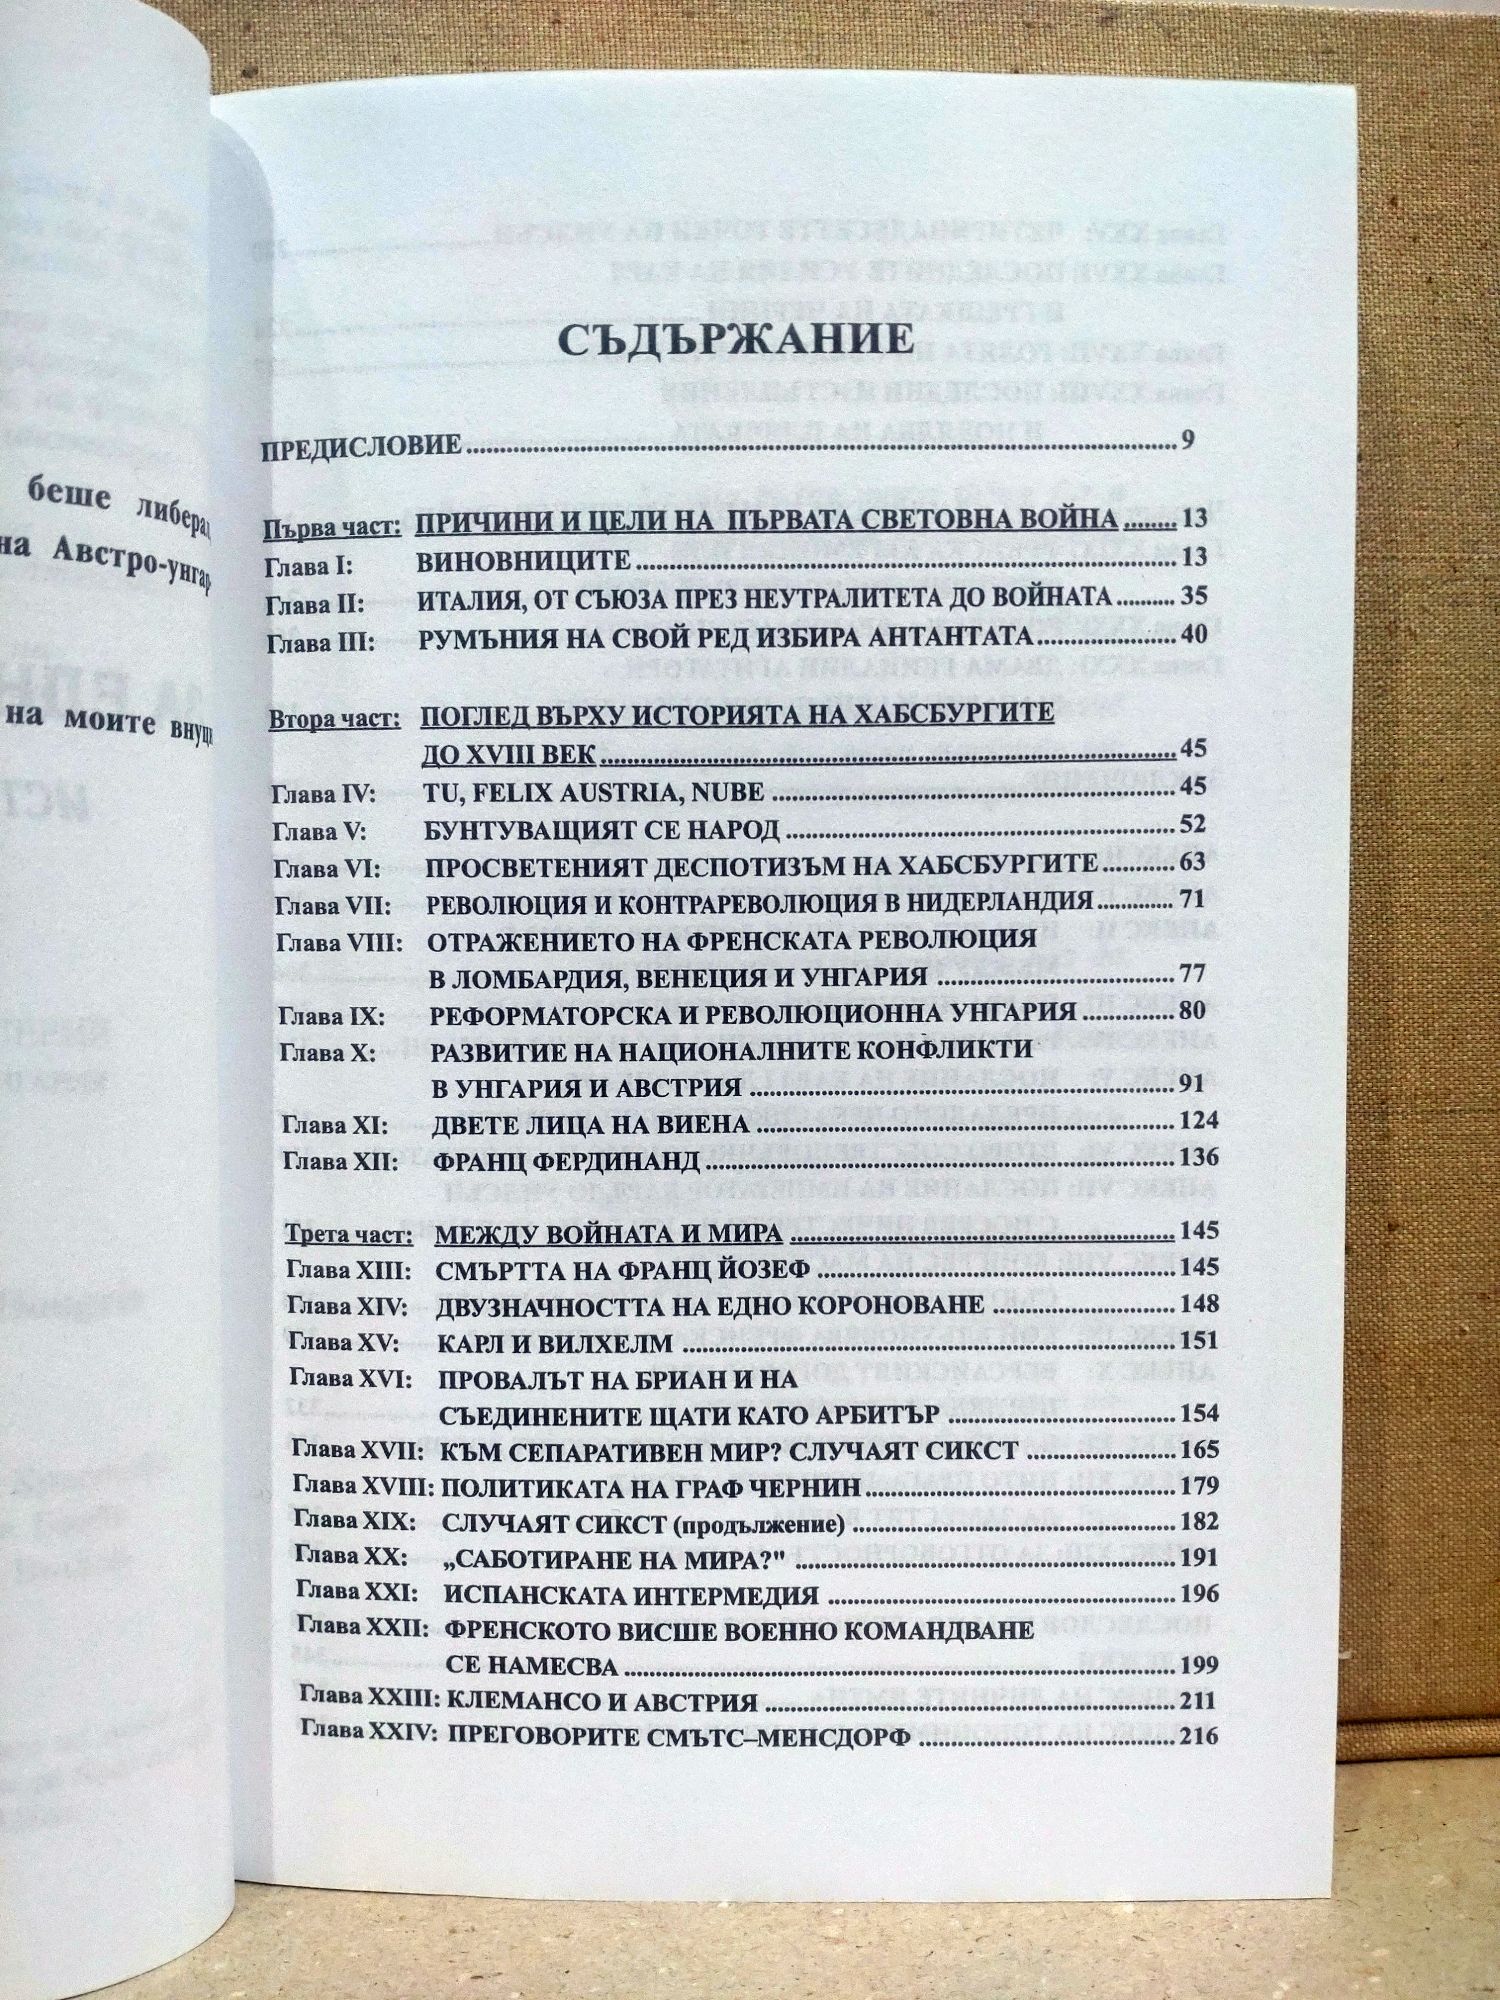 беше
на Австро-унгар
на моите внуц
СЪДЪРЖАНИЕ
ПРЕДИСЛОВИЕ ........ 9
Първа част: ПРИЧИНИ И ЦЕЛИ НА ПЪРВАТА СВЕТОВНА ВОЙНА ........ 13
Глава I: ВИНОВНИЦИТЕ ........ 13
Глава II: ИТАЛИЯ, ОТ СЪЮЗА ПРЕЗ НЕУТРАЛИТЕТА ДО ВОЙНАТА ........ 35
Глава III: РУМЪНИЯ НА СВОЙ РЕД ИЗБИРА АНТАНТАТА ........ 40
Втора част: ПОГЛЕД ВЪРХУ ИСТОРИЯТА НА ХАБСБУРГИТЕ
ДО XVIII ВЕК ........ 45
Глава IV: TU, FELIX AUSTRIA, NUBE ........ 45
Глава V: БУНТУВАЩИЯТ СЕ НАРОД ........ 52
Глава VI: ПРОСВЕТЕНИЯТ ДЕСПОТИЗЪМ НА ХАБСБУРГИТЕ ........ 63
Глава VII: РЕВОЛЮЦИЯ И КОНТРАРЕВОЛЮЦИЯ В НИДЕРЛАНДИЯ ........ 71
Глава VIII: ОТРАЖЕНИЕТО НА ФРЕНСКАТА РЕВОЛЮЦИЯ
В ЛОМБАРДИЯ, ВЕНЕЦИЯ И УНГАРИЯ ........ 77
Глава IX: РЕФОРМАТОРСКА И РЕВОЛЮЦИОННА УНГАРИЯ ........ 80
Глава X: РАЗВИТИЕ НА НАЦИОНАЛНИТЕ КОНФЛИКТИ
В УНГАРИЯ И АВСТРИЯ ........ 91
Глава XI: ДВЕТЕ ЛИЦА НА ВИЕНА ........ 124
Глава XII: ФРАНЦ ФЕРДИНАНД ........ 136
Трета част: МЕЖДУ ВОЙНАТА И МИРА ........ 145
Глава XIII: СМЪРТТА НА ФРАНЦ ЙОЗЕФ ........ 145
Глава XIV: ДВУЗНАЧНОСТТА НА ЕДНО КОРОНОВАНЕ ........ 148
Глава XV: КАРЛ И ВИЛХЕЛМ ........ 151
Глава XVI: ПРОВАЛЪТ НА БРИАН И НА
СЪЕДИНЕНИТЕ ЩАТИ КАТО АРБИТЪР ........ 154
Глава XVII: КЪМ СЕПАРАТИВЕН МИР? СЛУЧАЯТ СИКСТ ........ 165
Глава XVIII: ПОЛИТИКАТА НА ГРАФ ЧЕРНИН ........ 179
Глава XIX: СЛУЧАЯТ СИКСТ (продължение) ........ 182
Глава XX: „САБОТИРАНЕ НА МИРА?" ........ 191
Глава XXI: ИСПАНСКАТА ИНТЕРМЕДИЯ ........ 196
Глава XXII: ФРЕНСКОТО ВИСШЕ ВОЕННО КОМАНДВАНЕ
СЕ НАМЕСВА ........ 199
Глава XXIII: КЛЕМАНСО И АВСТРИЯ ........ 211
Глава XXIV: ПРЕГОВОРИТЕ СМЪТС–МЕНСДОРФ ........ 216